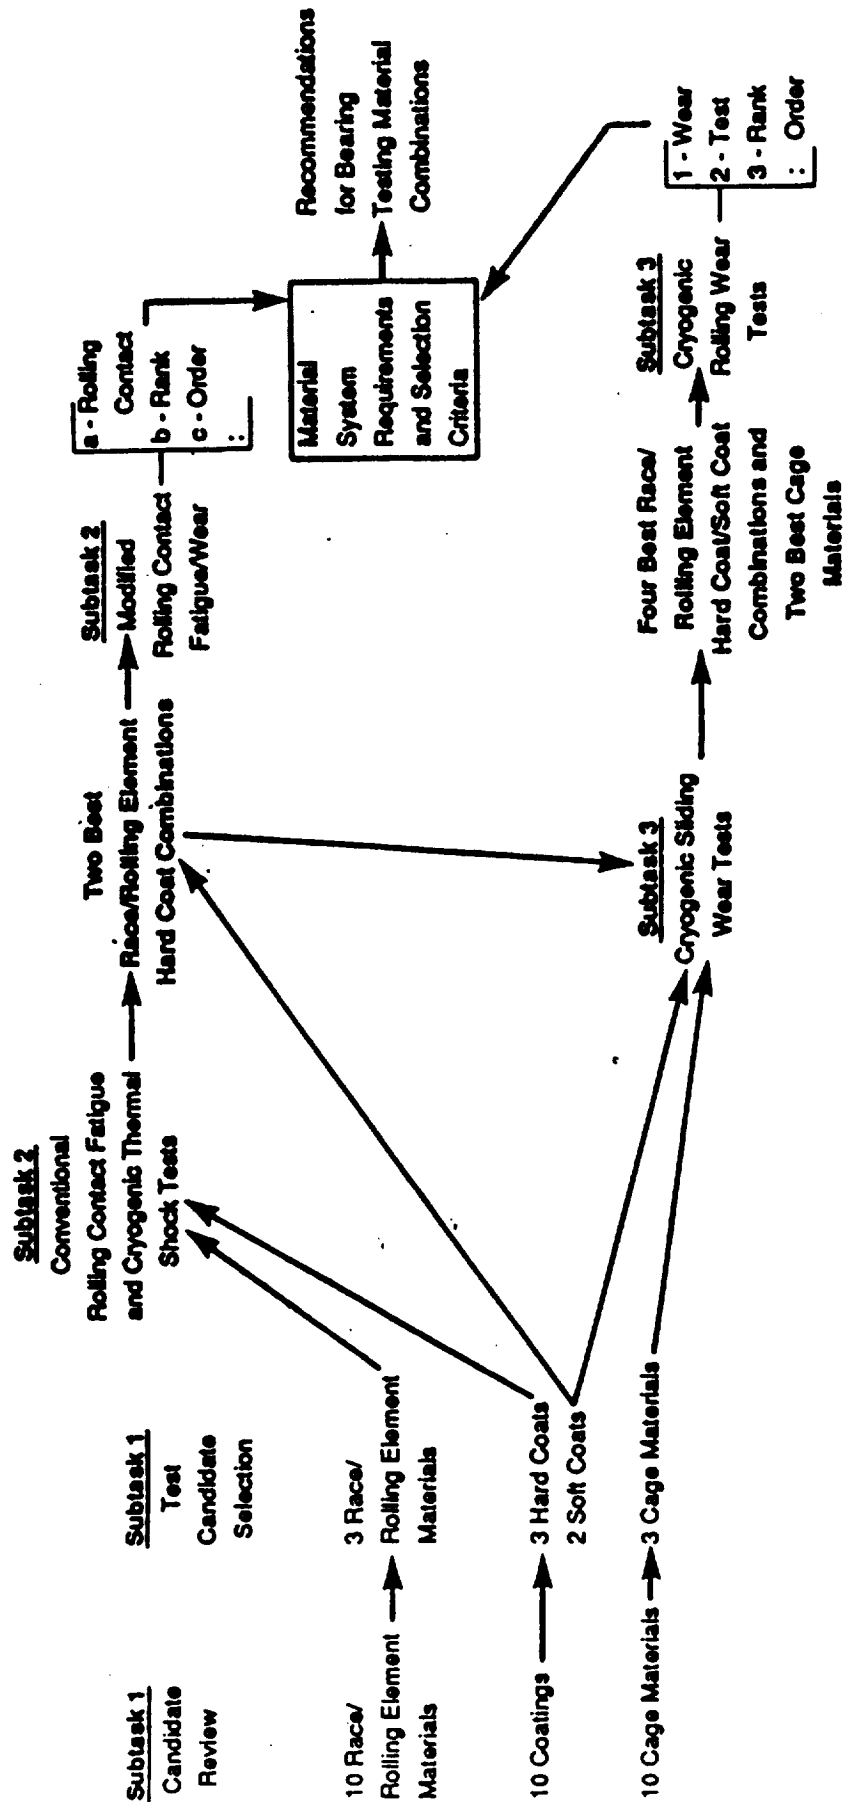 Subtask 1
Candidate
Review
10 Race/
Rolling Element
Materials
10 Coatings
10 Cage Materials
Subtask 1
Test
Candidate
Selection
3 Race/
Rolling Element
Materials
3 Hard Coats
2 Soft Coats
3 Cage Materials
Subtask 2
Conventional
Rolling Contact Fatigue
and Cryogenic Thermal
Shock Tests
Two Best
Race/Rolling Element
Hard Coat Combinations
Subtask 3
Cryogenic Sliding
Wear Tests
Subtask 2
Modified
Rolling Contact
Fatigue/Wear
a - Rolling
Contact
b - Rank
c - Order
:
Four Best Race/
Rolling Element
Hard Coat/Soft Coat
Combinations and
Two Best Cage
Materials
Subtask 3
Cryogenic
Rolling Wear
Tests
1 - Wear
2 - Test
3 - Rank
: Order
Material
System
Requirements
and Selection
Criteria
Recommendations
for Bearing
Testing Material
Combinations